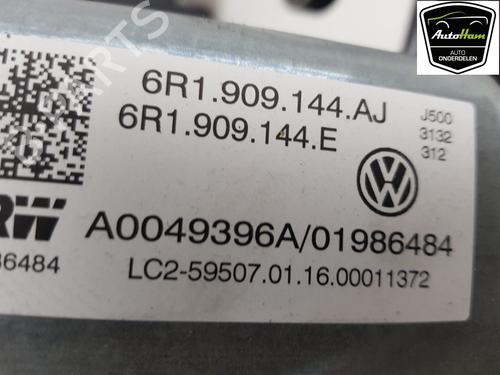 AutoHam
AUTO
ONDERDELEN
6R1.909.144.AJ
6R1.909.144.E
J500
3132
312
A0049396A/01986484
86484
LC2-59507.01.16.00011372